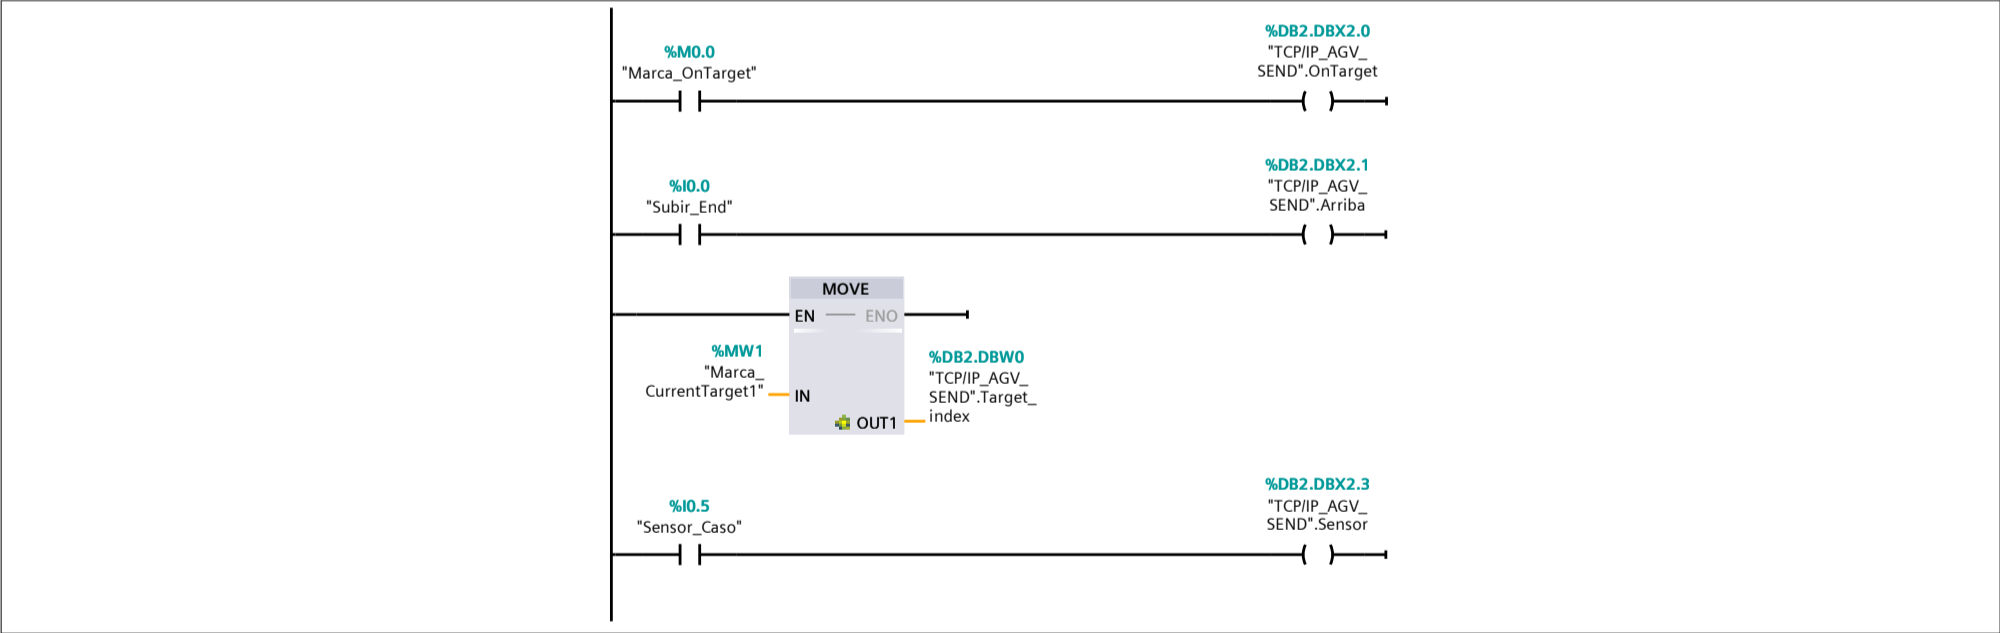 %M0.0
"Marca_OnTarget"
%DB2.DBX2.0
"TCP/IP_AGV_
SEND".OnTarget
%I0.0
"Subir_End"
%DB2.DBX2.1
"TCP/IP_AGV_
SEND".Arriba
MOVE
EN
ENO
%MW1
"Marca_
CurrentTarget1"
IN
OUT1
%DB2.DBW0
"TCP/IP_AGV_
SEND".Target_
index
%I0.5
"Sensor_Caso"
%DB2.DBX2.3
"TCP/IP_AGV_
SEND".Sensor